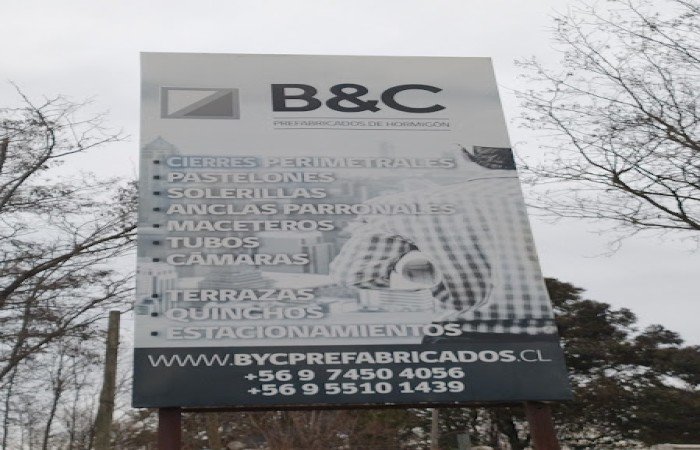 B&C
PREFABRICADOS DE HORMIGÓN
• CIERRES PERIMETRALES
• PASTELONES
• SOLERILLAS
• ANCLAS PARRONALES
• MACETEROS
• TUBOS
• CÁMARAS
• TERRAZAS
• QUINCHOS
• ESTACIONAMIENTOS
WWW.BYCPREFABRICADOS.CL
+56 9 7450 4056
+56 9 5510 1439